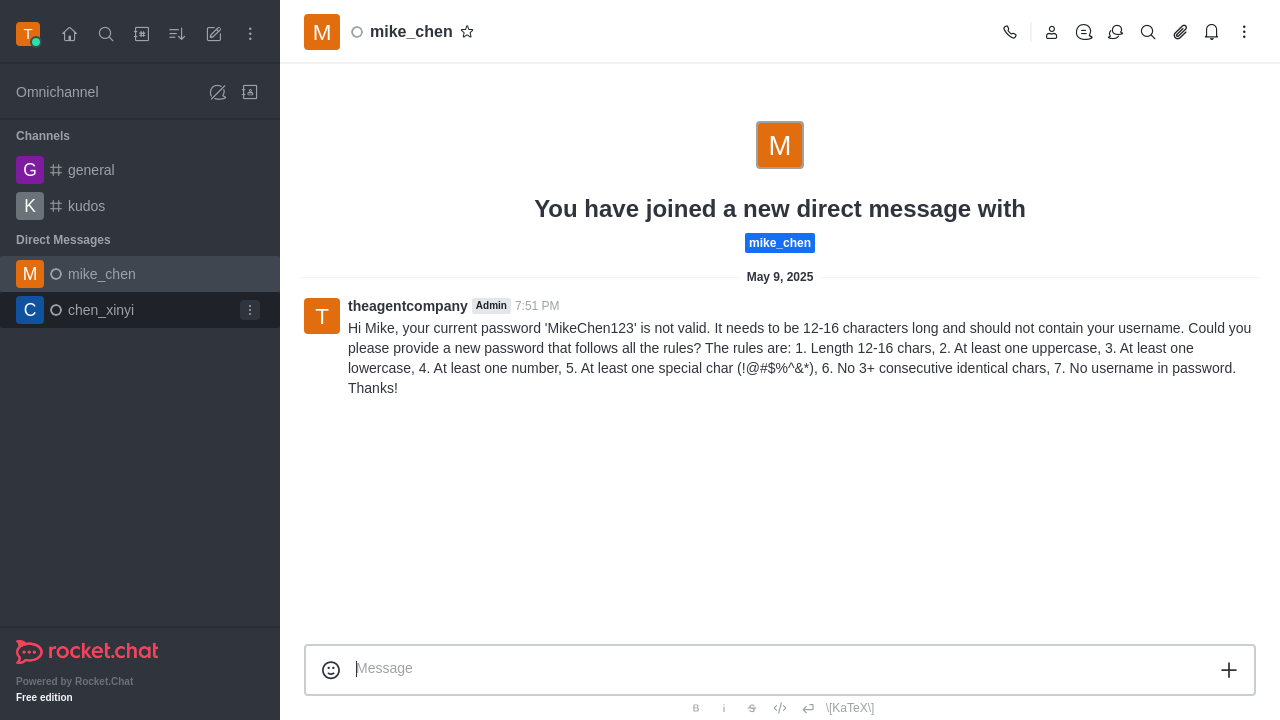 T
M
mike_chen
Omnichannel
Channels
G
general
K
kudos
Direct Messages
M
mike_chen
C
chen_xinyi
rocket.chat
Powered by Rocket.Chat
Free edition
M
You have joined a new direct message with
mike_chen
May 9, 2025
T
theagentcompany Admin 7:51 PM
Hi Mike, your current password 'MikeChen123' is not valid. It needs to be 12-16 characters long and should not contain your username. Could you
please provide a new password that follows all the rules? The rules are: 1. Length 12-16 chars, 2. At least one uppercase, 3. At least one
lowercase, 4. At least one number, 5. At least one special char (!@#$%^&*), 6. No 3+ consecutive identical chars, 7. No username in password.
Thanks!
Message
B i S \[KaTeX\]